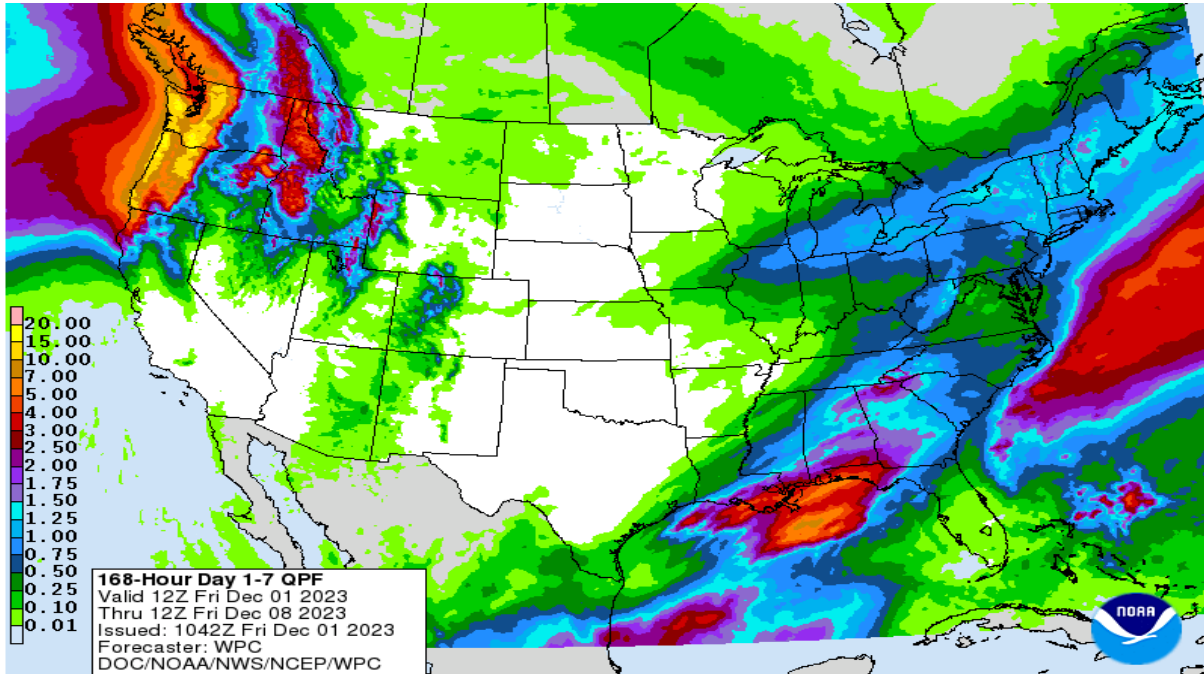 20.00
15.00
10.00
7.00
5.00
4.00
3.00
2.50
2.00
1.75
1.50
1.25
1.00
0.75
0.50
0.25
0.10
0.01
168-Hour Day 1-7 QPF
Valid 12Z Fri Dec 01 2023
Thru 12Z Fri Dec 08 2023
Issued: 1042Z Fri Dec 01 2023
Forecaster: WPC
DOC/NOAA/NWS/NCEP/WPC
NOAA